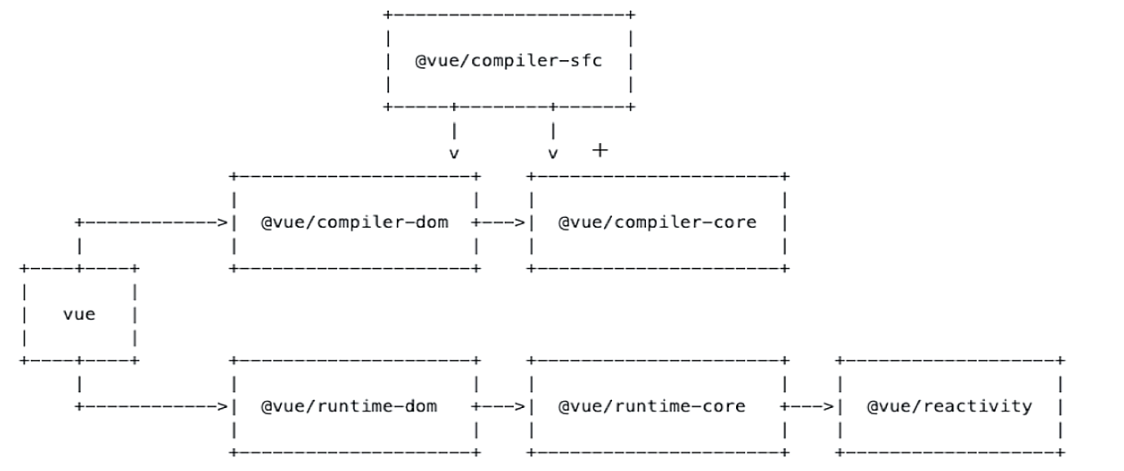 @vue/compiler-sfc
@vue/compiler-dom
@vue/compiler-core
vue
@vue/runtime-dom
@vue/runtime-core
@vue/reactivity